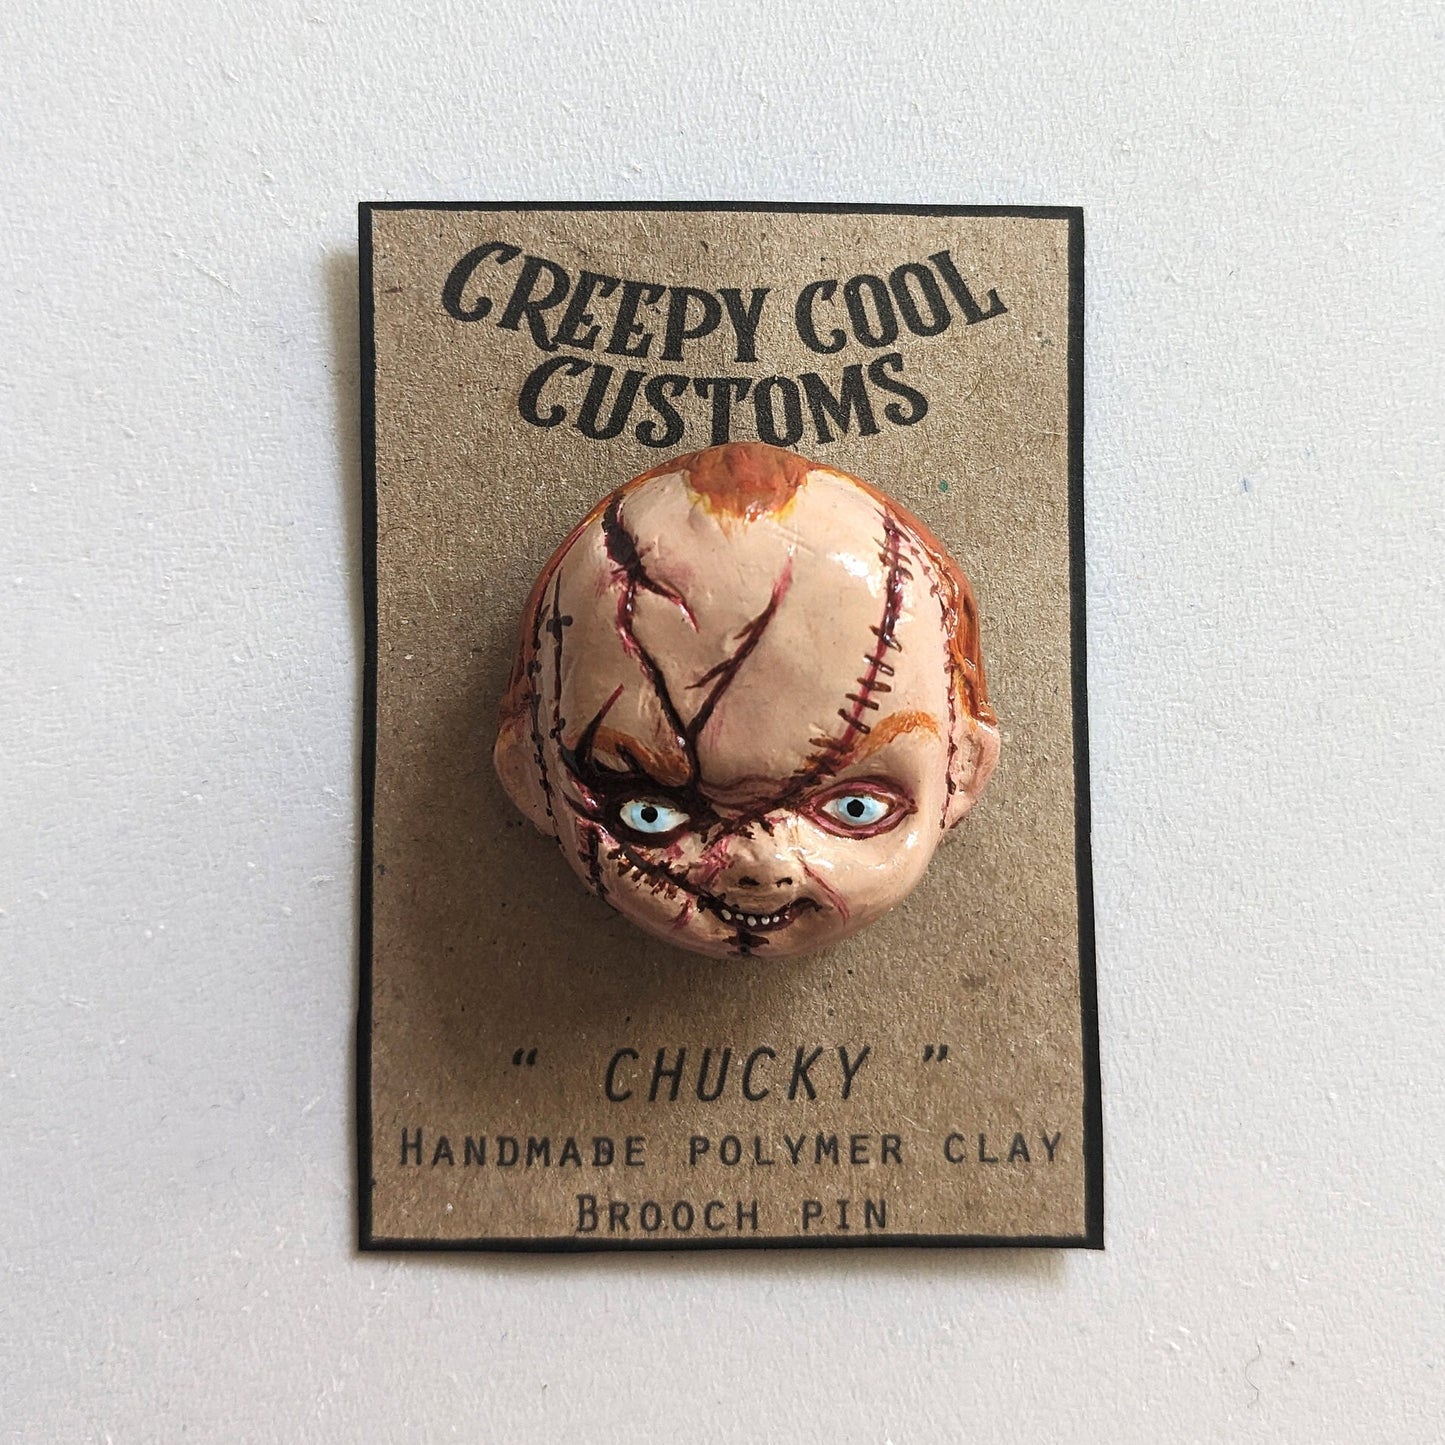 CREEPY COOL
CUSTOMS
" CHUCKY "
HANDMADE POLYMER CLAY
BROOCH PIN